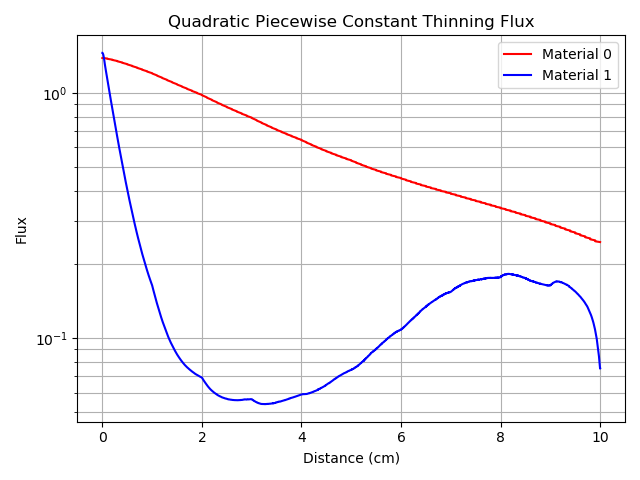 Quadratic Piecewise Constant Thinning Flux
Material 0
Material 1
Flux
10⁰
10⁻¹
0 2 4 6 8 10
Distance (cm)